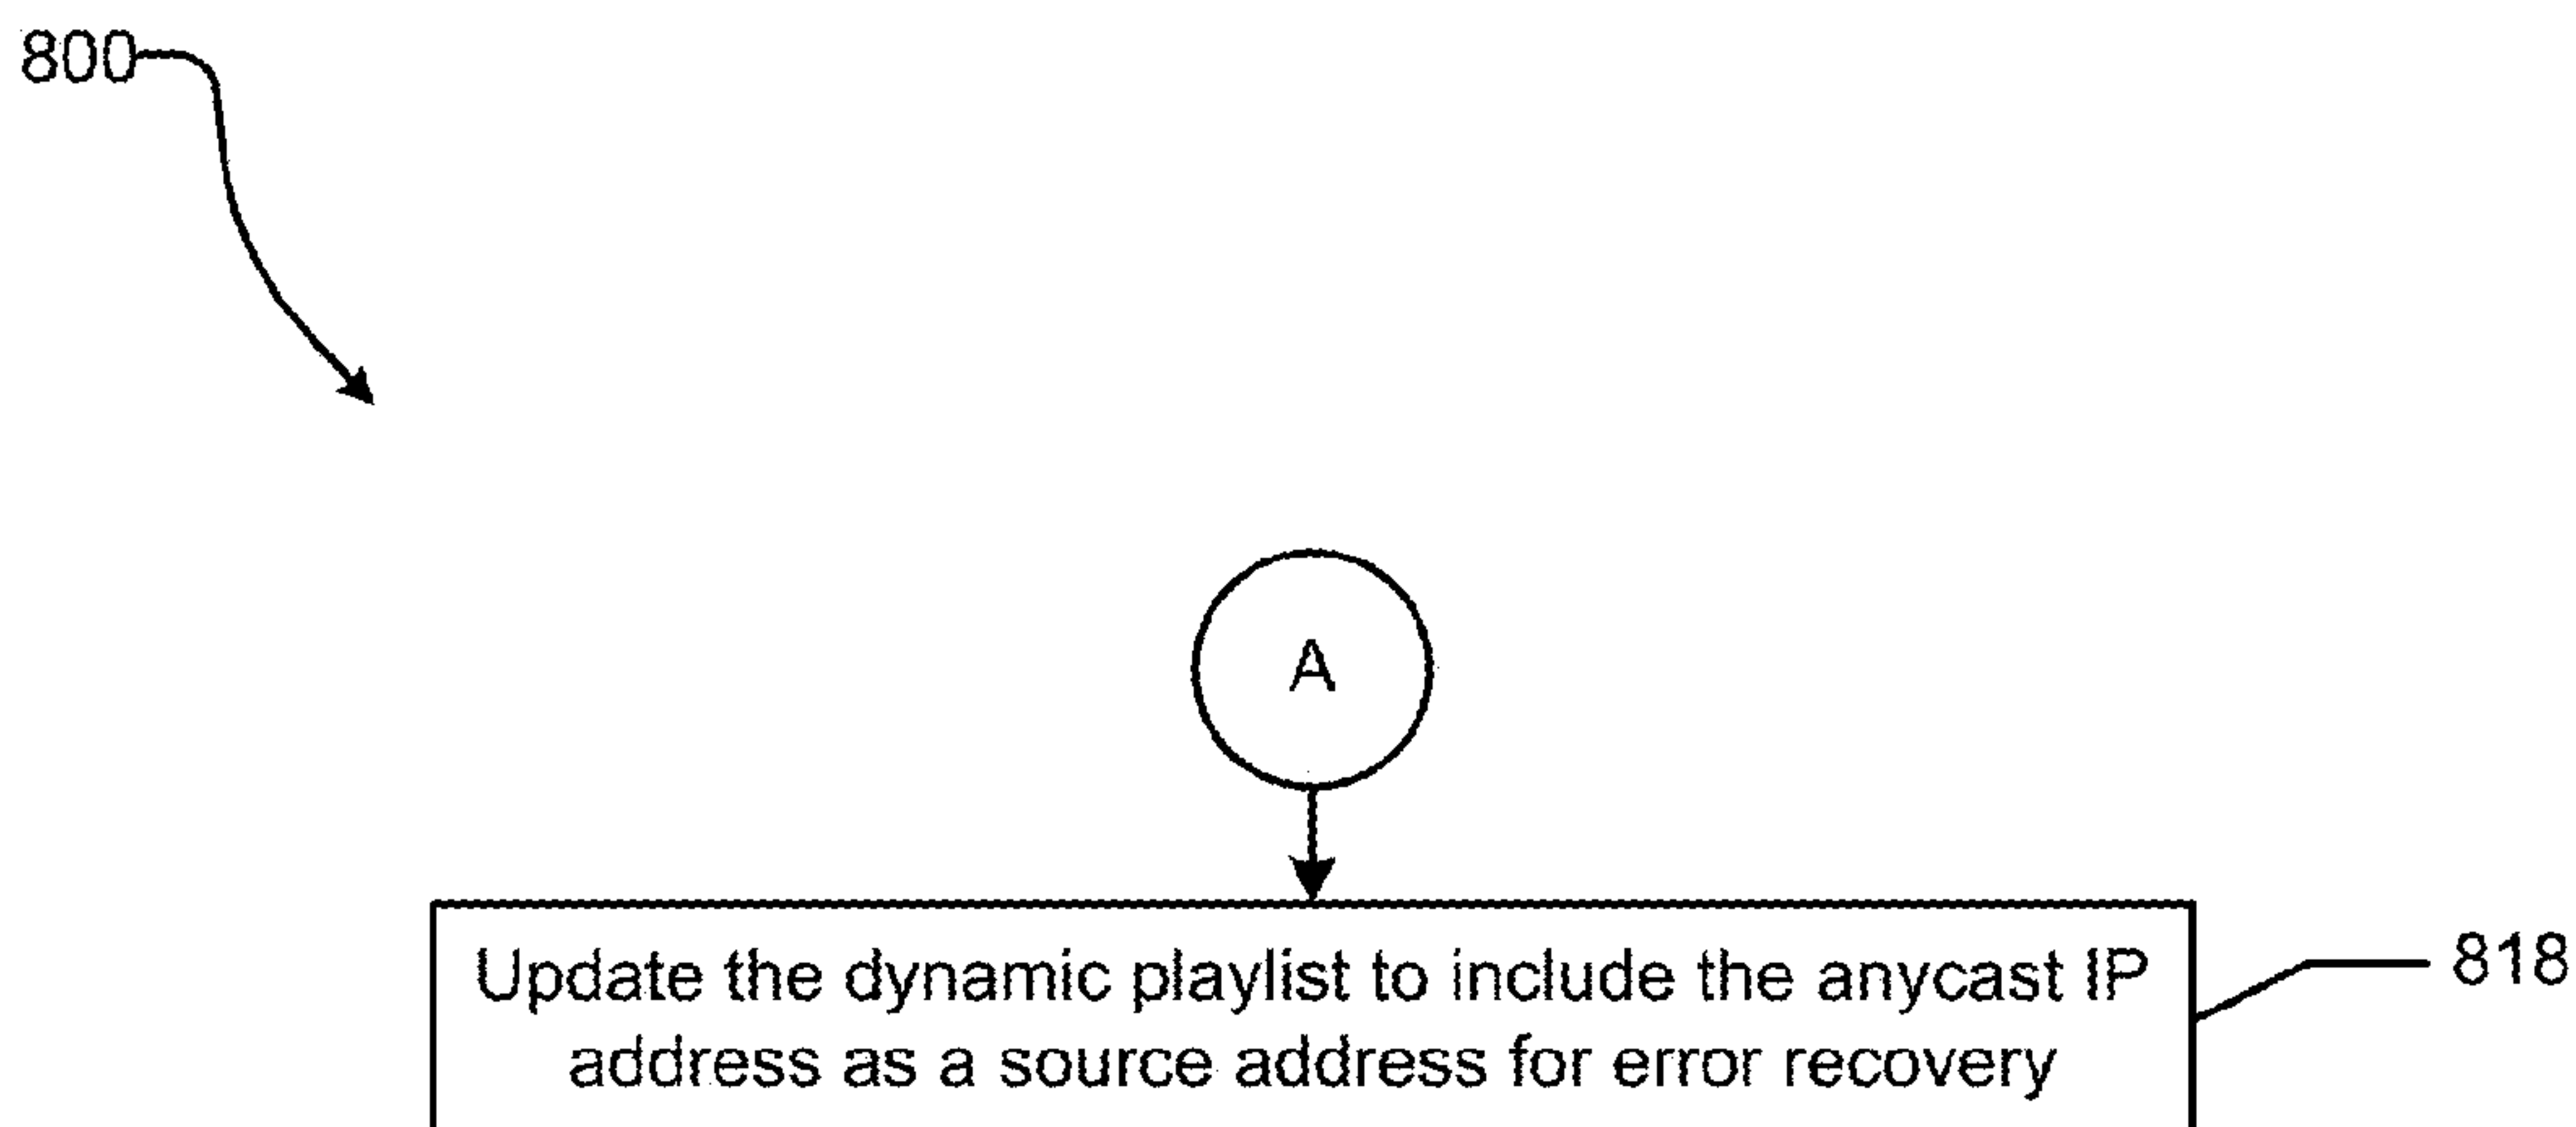 800
A
Update the dynamic playlist to include the anycast IP
address as a source address for error recovery
818